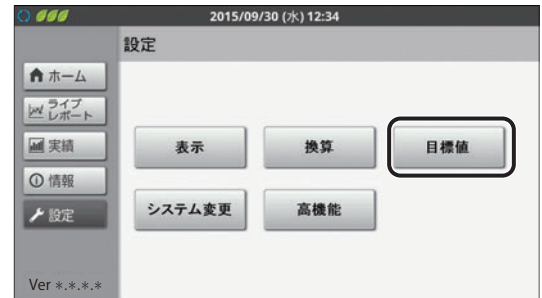 2015/09/30 (水) 12:34
設定
ホーム
ライブ
レポート
実績
情報
設定
表示
換算
目標値
システム変更
高機能
Ver *.*.*.*